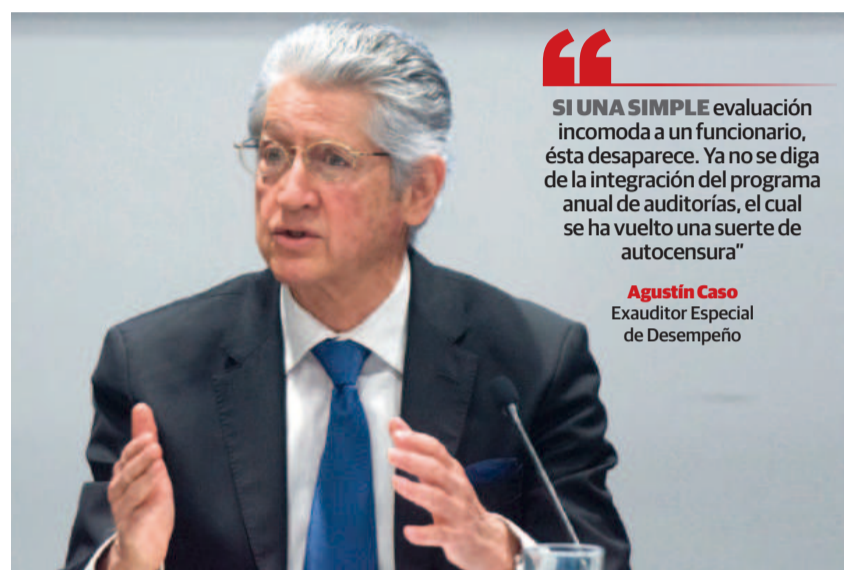 “
SI UNA SIMPLE evaluación
incomoda a un funcionario,
ésta desaparece. Ya no se diga
de la integración del programa
anual de auditorías, el cual
se ha vuelto una suerte de
autocensura”
Agustín Caso
Exauditor Especial
de Desempeño